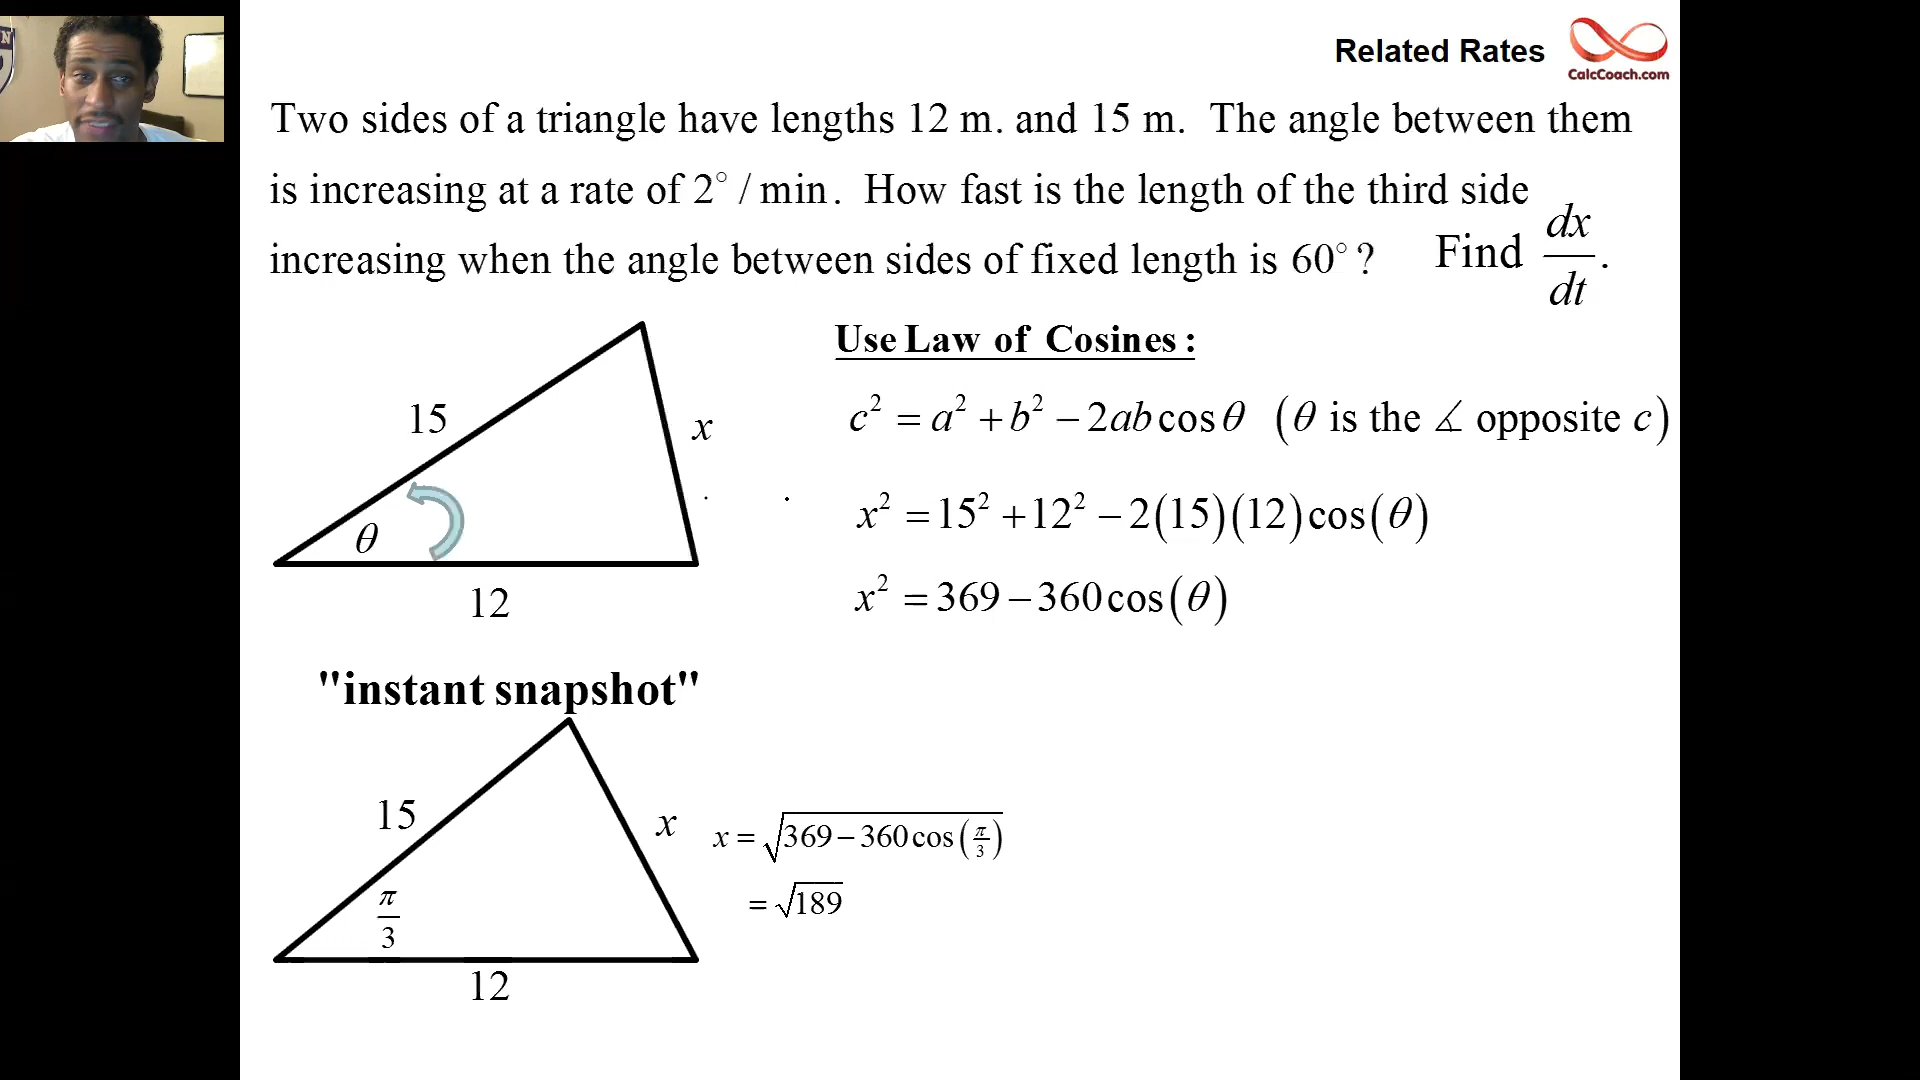 N
Related Rates
CalcCoach.com
Two sides of a triangle have lengths 12 m. and 15 m. The angle between them
is increasing at a rate of 2° / min. How fast is the length of the third side
increasing when the angle between sides of fixed length is 60° ?
Find dx/dt.
Use Law of Cosines :
c² = a² + b² − 2ab cos θ (θ is the ∡ opposite c)
x² = 15² + 12² − 2(15)(12)cos(θ)
x² = 369 − 360cos(θ)
15
x
θ
12
"instant snapshot"
15
x
x = √(369 − 360cos(π/3))
= √189
π/3
12